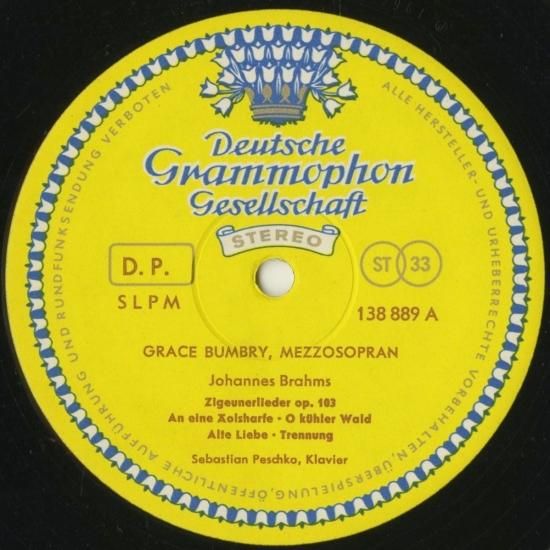 Deutsche
Grammophon
Gesellschaft
STEREO
D. P.
SLPM
ST 33
138 889 A
GRACE BUMBRY, MEZZOSOPRAN
Johannes Brahms
Zigeunerlieder op. 103
An eine Äolsharfe · O kühler Wald
Alte Liebe · Trennung
Sebastian Peschko, Klavier
ALLE HERSTELLER- UND URHEBERRECHTE VORBEHALTEN, ÜBERSPIELUNG, ÖFFENTLICHE AUFFÜHRUNG UND RUNDFUNKSENDUNG VERBOTEN